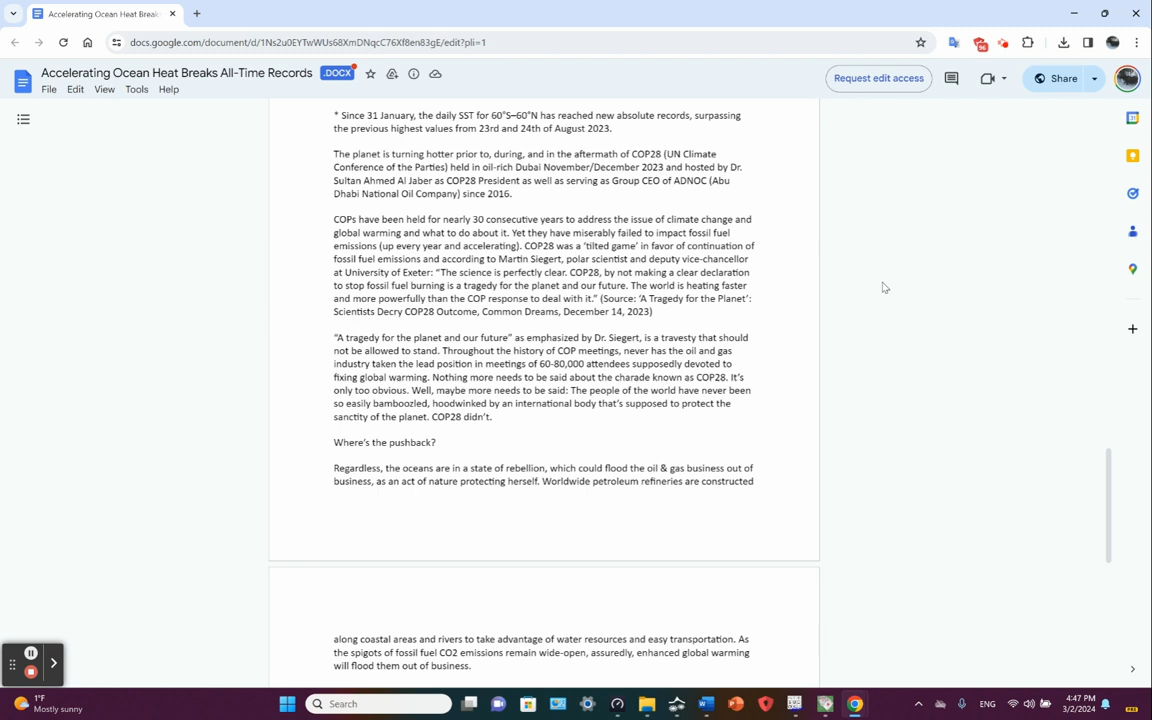 Accelerating Ocean Heat Break
docs.google.com/document/d/1Ns2u0EYTwWUs68XmDNqcC76Xf8en83gE/edit?pli=1
96
Accelerating Ocean Heat Breaks All-Time Records
.DOCX
Request edit access
Share
File Edit View Tools Help
* Since 31 January, the daily SST for 60°S–60°N has reached new absolute records, surpassing
the previous highest values from 23rd and 24th of August 2023.
The planet is turning hotter prior to, during, and in the aftermath of COP28 (UN Climate
Conference of the Parties) held in oil-rich Dubai November/December 2023 and hosted by Dr.
Sultan Ahmed Al Jaber as COP28 President as well as serving as Group CEO of ADNOC (Abu
Dhabi National Oil Company) since 2016.
COPs have been held for nearly 30 consecutive years to address the issue of climate change and
global warming and what to do about it. Yet they have miserably failed to impact fossil fuel
emissions (up every year and accelerating). COP28 was a ‘tilted game’ in favor of continuation of
fossil fuel emissions and according to Martin Siegert, polar scientist and deputy vice-chancellor
at University of Exeter: “The science is perfectly clear. COP28, by not making a clear declaration
to stop fossil fuel burning is a tragedy for the planet and our future. The world is heating faster
and more powerfully than the COP response to deal with it.” (Source: ‘A Tragedy for the Planet’:
Scientists Decry COP28 Outcome, Common Dreams, December 14, 2023)
“A tragedy for the planet and our future” as emphasized by Dr. Siegert, is a travesty that should
not be allowed to stand. Throughout the history of COP meetings, never has the oil and gas
industry taken the lead position in meetings of 60-80,000 attendees supposedly devoted to
fixing global warming. Nothing more needs to be said about the charade known as COP28. It’s
only too obvious. Well, maybe more needs to be said: The people of the world have never been
so easily bamboozled, hoodwinked by an international body that’s supposed to protect the
sanctity of the planet. COP28 didn’t.
Where’s the pushback?
Regardless, the oceans are in a state of rebellion, which could flood the oil & gas business out of
business, as an act of nature protecting herself. Worldwide petroleum refineries are constructed
along coastal areas and rivers to take advantage of water resources and easy transportation. As
the spigots of fossil fuel CO2 emissions remain wide-open, assuredly, enhanced global warming
will flood them out of business.
1°F
Mostly sunny
Search
ENG
4:47 PM
3/2/2024